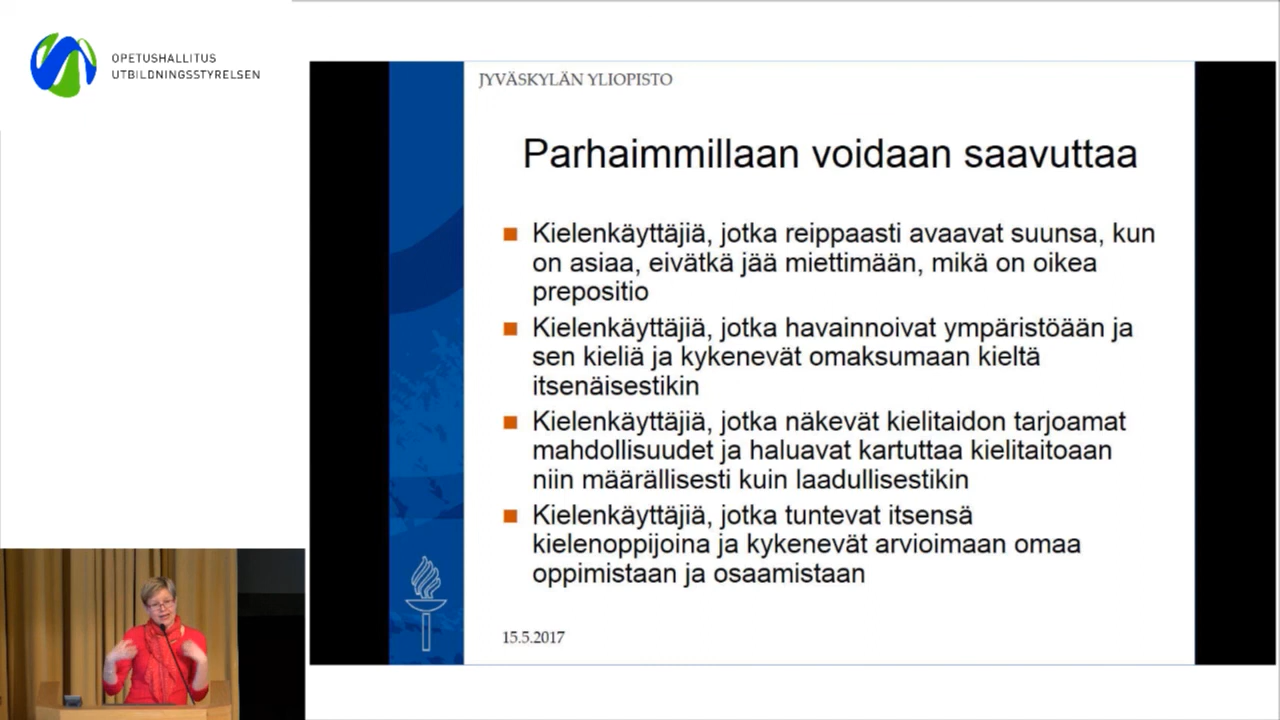 OPETUSHALLITUS
UTBILDNINGSSTYRELSEN
JYVÄSKYLÄN YLIOPISTO
Parhaimmillaan voidaan saavuttaa
Kielenkäyttäjiä, jotka reippaasti avaavat suunsa, kun
on asiaa, eivätkä jää miettimään, mikä on oikea
prepositio
Kielenkäyttäjiä, jotka havainnoivat ympäristöään ja
sen kieliä ja kykenevät omaksumaan kieltä
itsenäisestikin
Kielenkäyttäjiä, jotka näkevät kielitaidon tarjoamat
mahdollisuudet ja haluavat kartuttaa kielitaitoaan
niin määrällisesti kuin laadullisestikin
Kielenkäyttäjiä, jotka tuntevat itsensä
kielenoppijoina ja kykenevät arvioimaan omaa
oppimistaan ja osaamistaan
15.5.2017